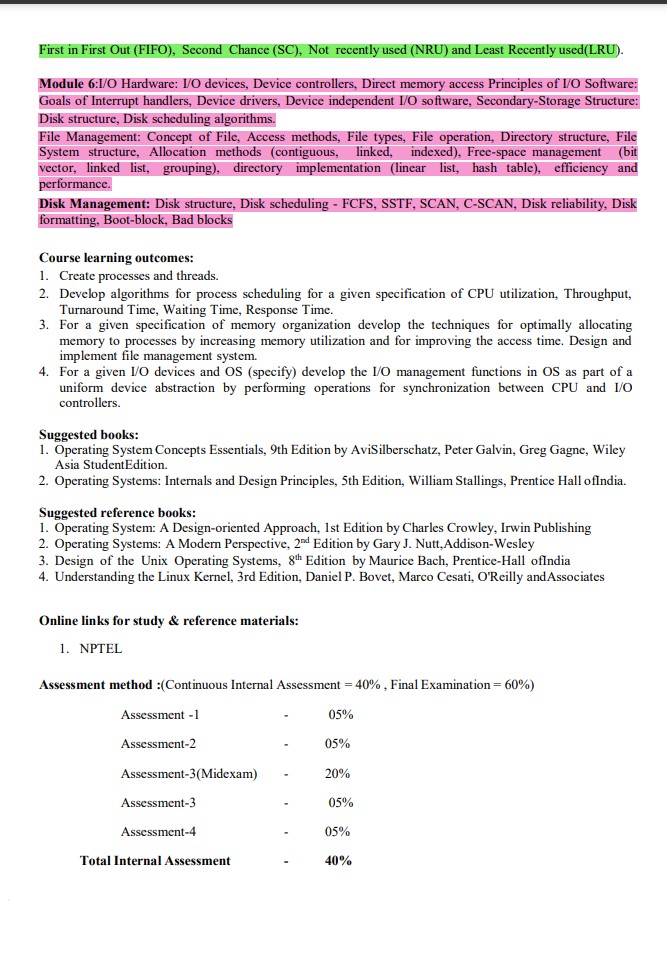 First in First Out (FIFO), Second Chance (SC), Not recently used (NRU) and Least Recently used(LRU).
Module 6:I/O Hardware: I/O devices, Device controllers, Direct memory access Principles of I/O Software:
Goals of Interrupt handlers, Device drivers, Device independent I/O software, Secondary-Storage Structure:
Disk structure, Disk scheduling algorithms.
File Management: Concept of File, Access methods, File types, File operation, Directory structure, File
System structure, Allocation methods (contiguous, linked, indexed), Free-space management (bit
vector, linked list, grouping), directory implementation (linear list, hash table), efficiency and
performance.
Disk Management: Disk structure, Disk scheduling - FCFS, SSTF, SCAN, C-SCAN, Disk reliability, Disk
formatting, Boot-block, Bad blocks
Course learning outcomes:
1. Create processes and threads.
2. Develop algorithms for process scheduling for a given specification of CPU utilization, Throughput,
Turnaround Time, Waiting Time, Response Time.
3. For a given specification of memory organization develop the techniques for optimally allocating
memory to processes by increasing memory utilization and for improving the access time. Design and
implement file management system.
4. For a given I/O devices and OS (specify) develop the I/O management functions in OS as part of a
uniform device abstraction by performing operations for synchronization between CPU and I/O
controllers.
Suggested books:
1. Operating System Concepts Essentials, 9th Edition by AviSilberschatz, Peter Galvin, Greg Gagne, Wiley
Asia StudentEdition.
2. Operating Systems: Internals and Design Principles, 5th Edition, William Stallings, Prentice Hall ofIndia.
Suggested reference books:
1. Operating System: A Design-oriented Approach, 1st Edition by Charles Crowley, Irwin Publishing
2. Operating Systems: A Modern Perspective, 2nd Edition by Gary J. Nutt,Addison-Wesley
3. Design of the Unix Operating Systems, 8th Edition by Maurice Bach, Prentice-Hall ofIndia
4. Understanding the Linux Kernel, 3rd Edition, Daniel P. Bovet, Marco Cesati, O'Reilly andAssociates
Online links for study & reference materials:
1. NPTEL
Assessment method :(Continuous Internal Assessment = 40% , Final Examination = 60%)
Assessment -1 - 05%
Assessment-2 - 05%
Assessment-3(Midexam) - 20%
Assessment-3 - 05%
Assessment-4 - 05%
Total Internal Assessment - 40%